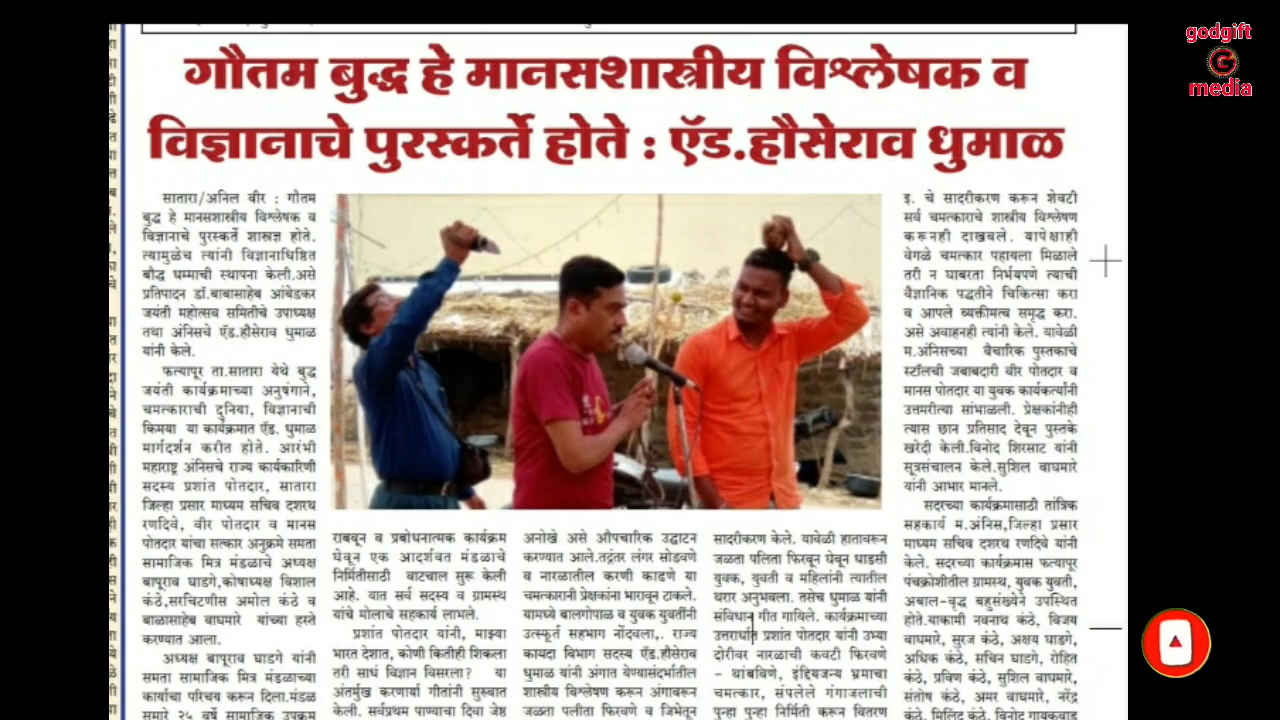 गौतम बुद्ध हे मानसशास्त्रीय विश्लेषक व
विज्ञानाचे पुरस्कर्ते होते : ऍड.हौसेराव धुमाळ
सातारा/अनिल वीर : गौतम
बुद्ध हे मानसशास्त्रीय विश्लेषक व
विज्ञानाचे पुरस्कर्ते शास्त्रज्ञ होते.
त्यामुळेच त्यांनी विज्ञानाधिष्ठित
बौद्ध धम्माची स्थापना केली.असे
प्रतिपादन डॉ.बाबासाहेब आंबेडकर
जयंती महोत्सव समितीचे उपाध्यक्ष
तथा अंनिसचे ऍड.हौसेराव धुमाळ
यांनी केले.
फत्यापूर ता.सातारा येथे बुद्ध
जयंती कार्यक्रमाच्या अनुषंगाने,
चमत्काराची दुनिया, विज्ञानाची
किमया या कार्यक्रमात ऍड. धुमाळ
मार्गदर्शन करीत होते. आरंभी
महाराष्ट्र अंनिसचे राज्य कार्यकारिणी
सदस्य प्रशांत पोतदार, सातारा
जिल्हा प्रसार माध्यम सचिव दशरथ
रणदिवे, वीर पोतदार व मानस
पोतदार यांचा सत्कार अनुक्रमे समता
सामाजिक मित्र मंडळाचे अध्यक्ष
बापूराव घाडगे,कोषाध्यक्ष विशाल
कंठे,सरचिटणीस अमोल कंठे व
बाळासाहेब वाघमारे यांच्या हस्ते
करण्यात आला.
अध्यक्ष बापूराव घाडगे यांनी
समता सामाजिक मित्र मंडळाच्या
कार्याचा परिचय करून दिला.मंडळ
सुमारे २५ वर्षे सामाजिक उपक्रम
राबवून व प्रबोधनात्मक कार्यक्रम
घेवून एक आदर्शवत मंडळाचे
निर्मितीसाठी वाटचाल सुरू केली
आहे. यात सर्व सदस्य व ग्रामस्थ
यांचे मोलाचे सहकार्य लाभले.
प्रशांत पोतदार यांनी, माझ्या
भारत देशात, कोणी कितीही शिकला
तरी साधं विज्ञान विसरला? या
अंतर्मुख करणार्या गीतांनी सुरुवात
केली. सर्वप्रथम पाण्याचा दिवा जेष्ठ
अनोखे असे औपचारिक उद्घाटन
करण्यात आले.तद्नंतर लंगर सोडवणे
व नारळातील करणी काढणे या
चमत्कारानी प्रेक्षकांना भारावून टाकले.
यामध्ये बालगोपाळ व युवक युवतींनी
उत्स्फूर्त सहभाग नोंदवला,. राज्य
कायदा विभाग सदस्य ऍड.हौसेराव
धुमाळ यांनी अंगात येण्यासंदर्भातील
शास्त्रीय विश्लेषण करून अंगावरून
जळता पलीता फिरवणे व जिभेतून
सादरीकरण केले. यावेळी हातावरून
जळता पलिता फिरवून घेवून धाडसी
युवक, युवती व महिलांनी त्यातील
थरार अनुभवला. तसेच धुमाळ यांनी
संविधान गीत गायिले. कार्यक्रमाच्या
उत्तरार्धात प्रशांत पोतदार यांनी उभ्या
दोरीवर नारळाची कवटी फिरवणे
- थांबविणे, इंद्रियजन्य भ्रमाचा
चमत्कार, संपलेले गंगाजलाची
पुन्हा पुन्हा निर्मिती करून वितरण
इ. चे सादरीकरण करून शेवटी
सर्व चमत्काराचे शास्त्रीय विश्लेषण
करूनही दाखवले. यापेक्षाही
वेगळे चमत्कार पहायला मिळाले
तरी न घाबरता निर्भयपणे त्याची
वैज्ञानिक पद्धतीने चिकित्सा करा
व आपले व्यक्तीमत्व समृद्ध करा.
असे अवाहनही त्यांनी केले. यावेळी
म.अंनिसच्या वैचारिक पुस्तकाचे
स्टॉलची जबाबदारी वीर पोतदार व
मानस पोतदार या युवक कार्यकर्त्यांनी
उत्तमरीत्या सांभाळली. प्रेक्षकांनीही
त्यास छान प्रतिसाद देवून पुस्तके
खरेदी केली.विनोद शिरसाट यांनी
सूत्रसंचालन केले.सुशिल वाघमारे
यांनी आभार मानले.
सदरच्या कार्यक्रमासाठी तांत्रिक
सहकार्य म.अंनिस,जिल्हा प्रसार
माध्यम सचिव दशरथ रणदिवे यांनी
केले. सदरच्या कार्यक्रमास फत्यापूर
पंचक्रोशीतील ग्रामस्थ, युवक युवती,
अबाल-वृद्ध बहुसंख्येने उपस्थित
होते.याकामी नवनाथ कंठे, विजय
वाघमारे, सुरज कंठे, अक्षय घाडगे,
अधिक कंठे, सचिन घाडगे, रोहित
कंठे, प्रविण कंठे, सुशिल वाघमारे,
संतोष कंठे, अमर वाघमारे, नरेंद्र
कंठे, मिलिंद कंठे, विनोद गायकवाड
godgift
G
media